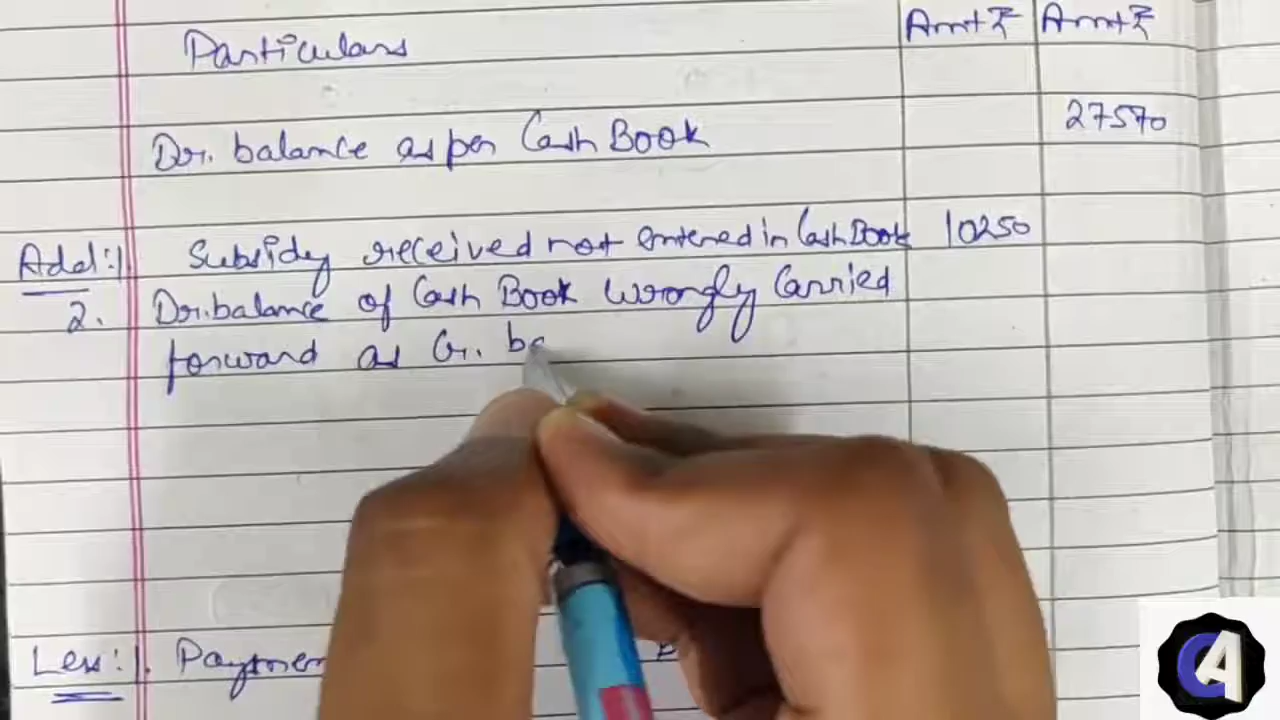 Particulars Amt ₹ Amt ₹
Dr. balance as per Cash Book 27570
Add:1. Subsidy received not entered in Cash Book 10250
2. Dr. balance of Cash Book wrongly carried
forward as Cr. ba
Less:1. Paymen
CA